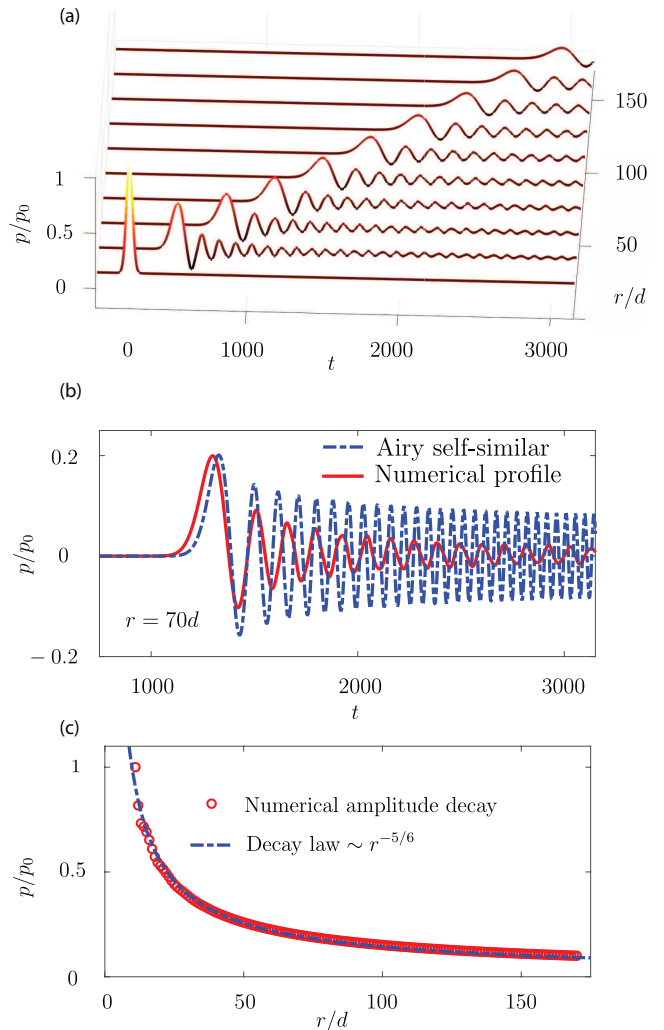 (a)
1
0.5
0
p/p₀
150
100
50
r/d
0 1000 2000 3000
t
(b)
0.2
0
−0.2
p/p₀
Airy self-similar
Numerical profile
r = 70d
1000 2000 3000
t
(c)
1
0.5
0
p/p₀
Numerical amplitude decay
Decay law ∼ r⁻⁵ᐟ⁶
0 50 100 150
r/d